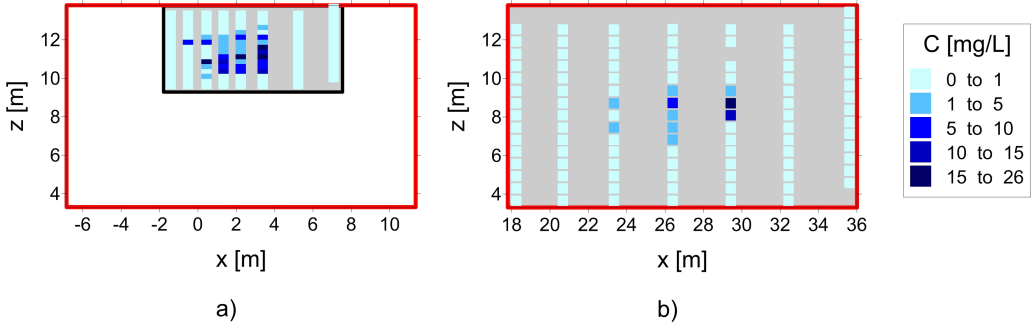 12
10
8
6
4
z [m]
-6 -4 -2 0 2 4 6 8 10
x [m]
a)
12
10
8
6
4
z [m]
18 20 22 24 26 28 30 32 34 36
x [m]
b)
C [mg/L]
0 to 1
1 to 5
5 to 10
10 to 15
15 to 26